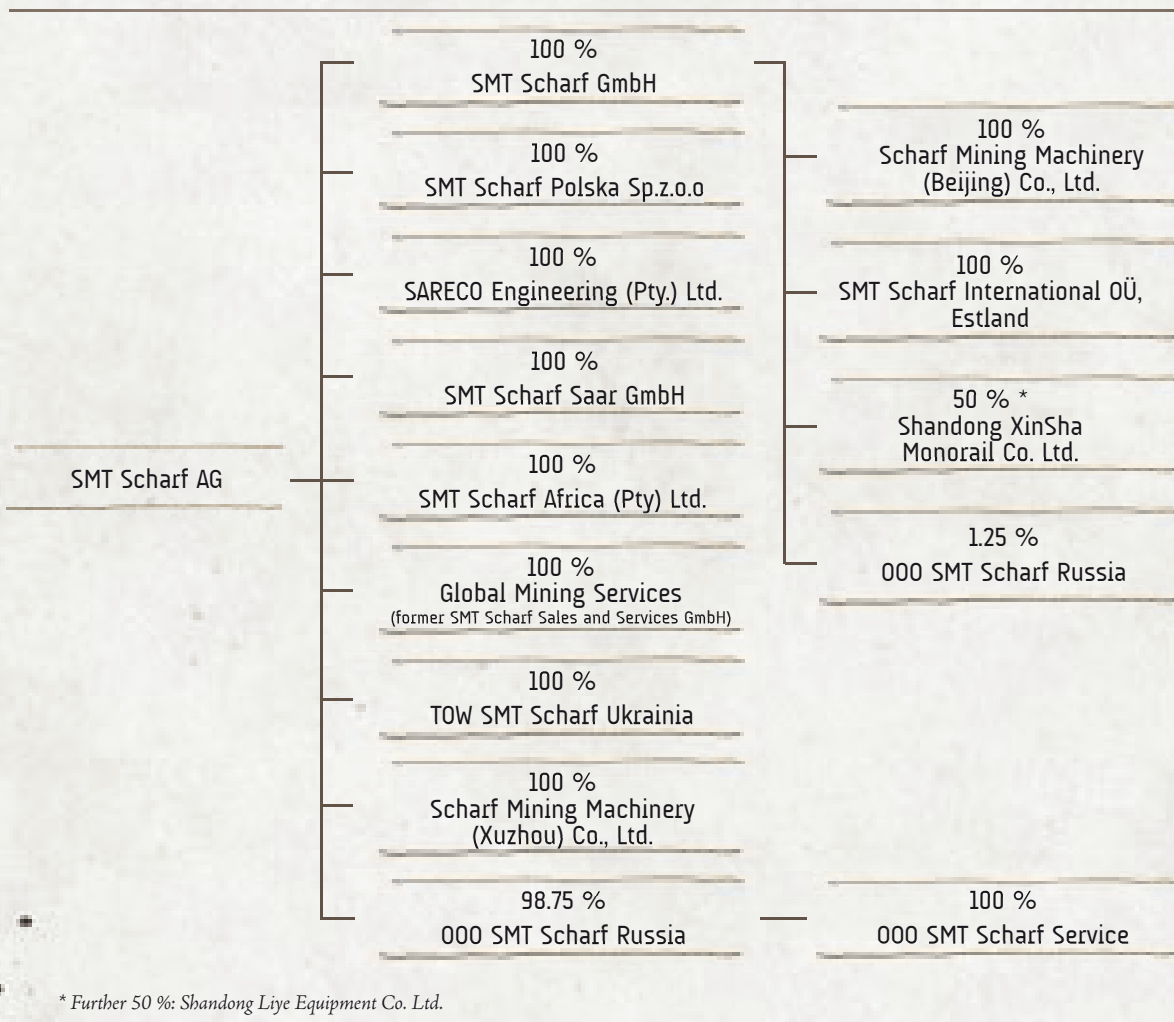 SMT Scharf AG
100 %
SMT Scharf GmbH
100 %
SMT Scharf Polska Sp.z.o.o
100 %
SARECO Engineering (Pty.) Ltd.
100 %
SMT Scharf Saar GmbH
100 %
SMT Scharf Africa (Pty) Ltd.
100 %
Global Mining Services
(former SMT Scharf Sales and Services GmbH)
100 %
TOW SMT Scharf Ukrainia
100 %
Scharf Mining Machinery
(Xuzhou) Co., Ltd.
98.75 %
OOO SMT Scharf Russia
100 %
Scharf Mining Machinery
(Beijing) Co., Ltd.
100 %
SMT Scharf International OÜ,
Estland
50 % *
Shandong XinSha
Monorail Co. Ltd.
1.25 %
OOO SMT Scharf Russia
100 %
OOO SMT Scharf Service
* Further 50 %: Shandong Liye Equipment Co. Ltd.